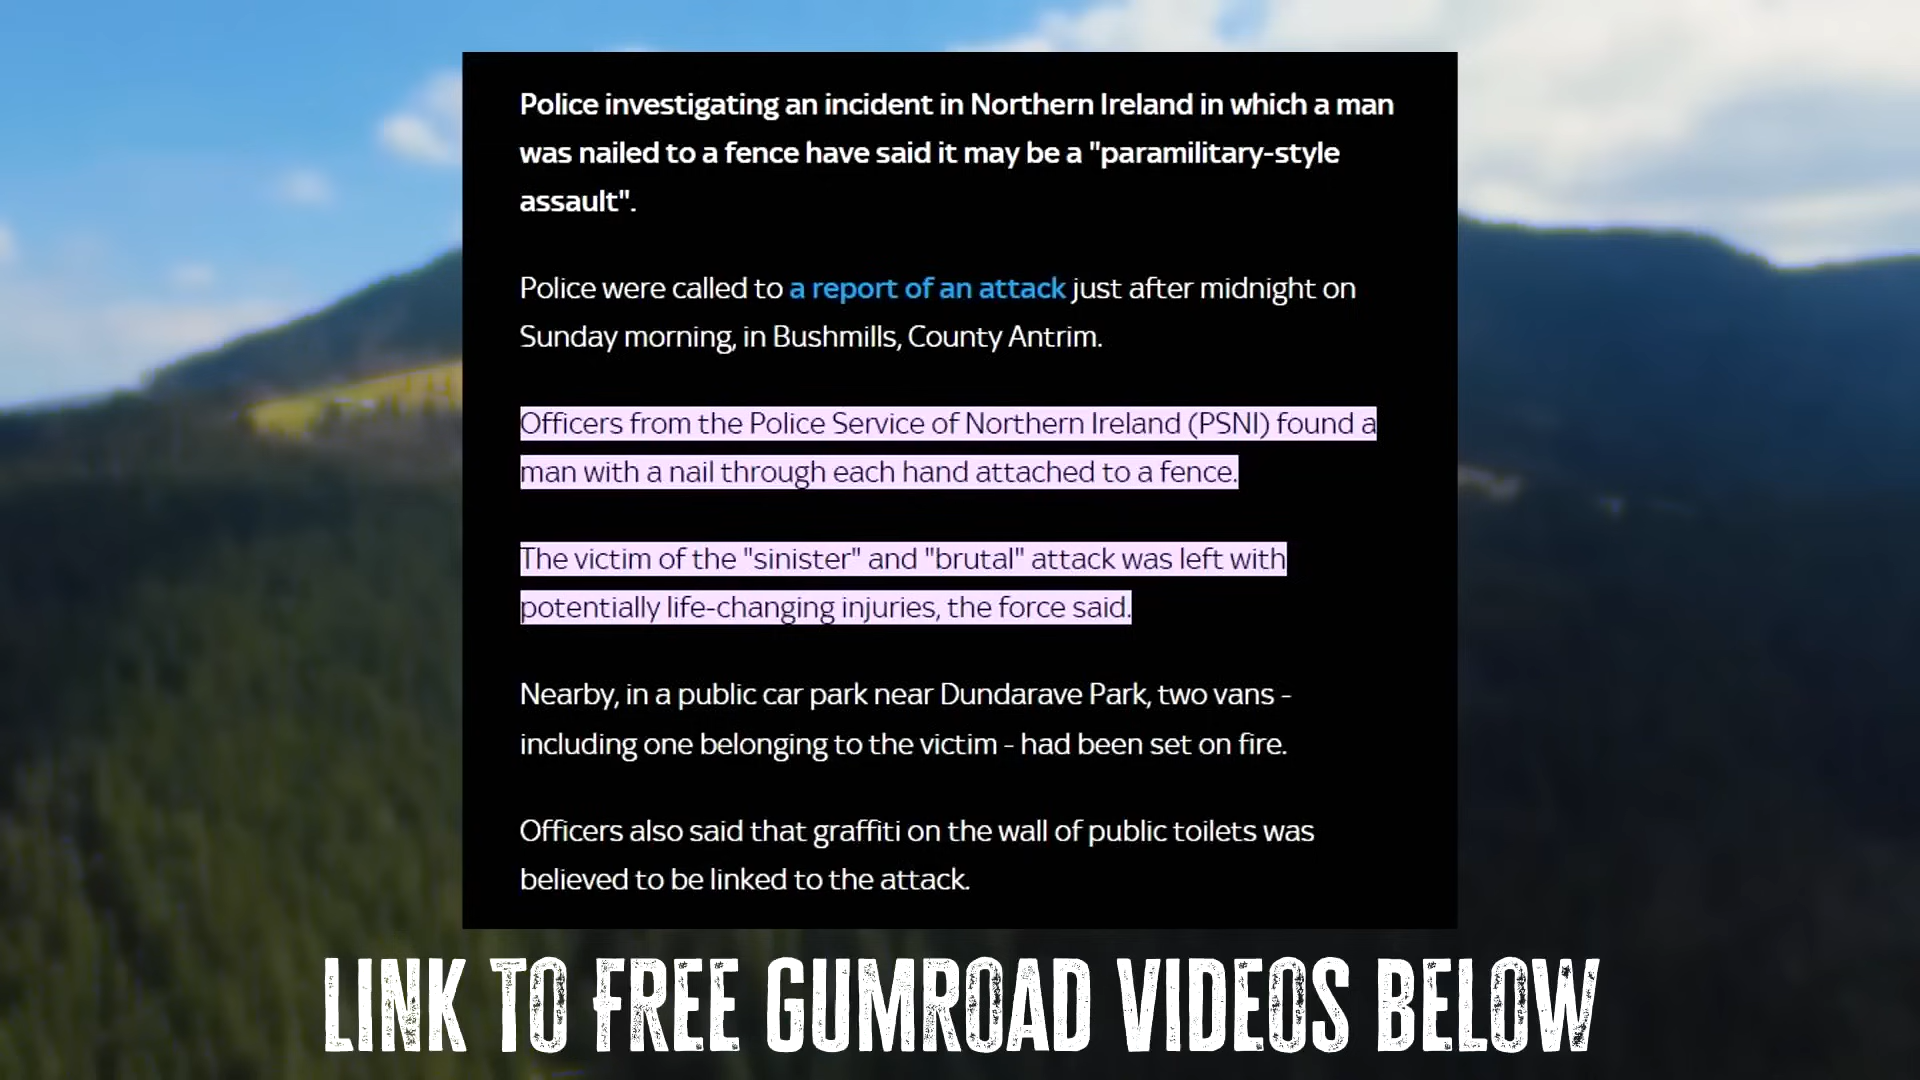 Police investigating an incident in Northern Ireland in which a man
was nailed to a fence have said it may be a "paramilitary-style
assault".
Police were called to a report of an attack just after midnight on
Sunday morning, in Bushmills, County Antrim.
Officers from the Police Service of Northern Ireland (PSNI) found a
man with a nail through each hand attached to a fence.
The victim of the "sinister" and "brutal" attack was left with
potentially life-changing injuries, the force said.
Nearby, in a public car park near Dundarave Park, two vans -
including one belonging to the victim - had been set on fire.
Officers also said that graffiti on the wall of public toilets was
believed to be linked to the attack.
LINK TO FREE GUMROAD VIDEOS BELOW